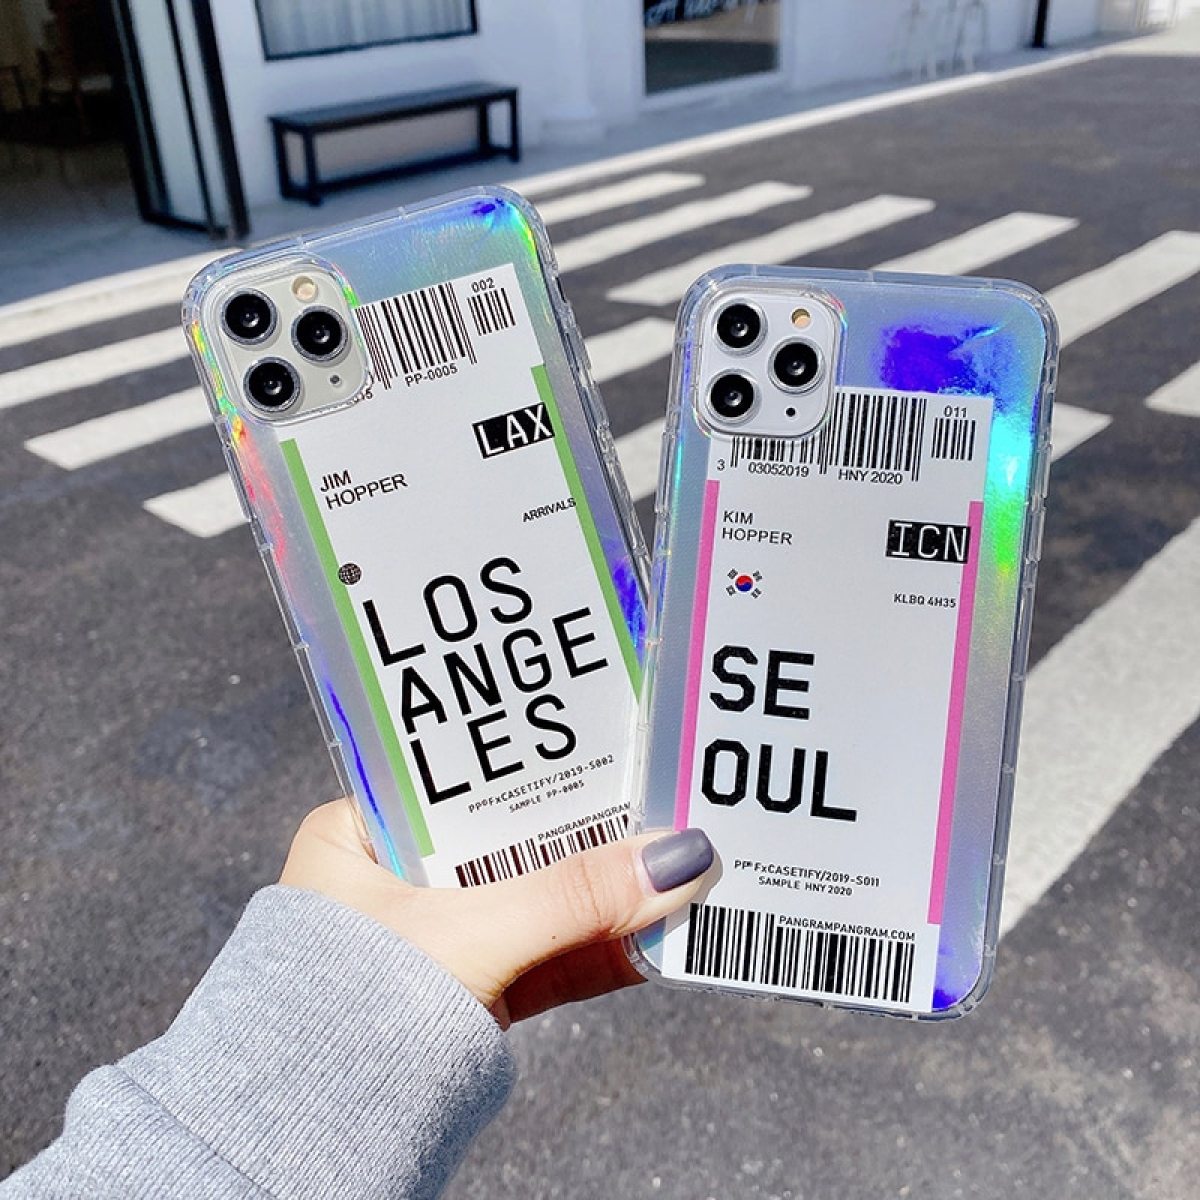 002
PP-0005
LAX
JIM
HOPPER
ARRIVALS
LOS
ANGE
LES
PP®FxCASETIFY/2019-S002
SAMPLE PP-0005
PANGRAMPANGRAM
011
3 03052019 HNY 2020
KIM
HOPPER
ICN
KLBQ 4H35
SE
OUL
PP®FxCASETIFY/2019-S011
SAMPLE HNY 2020
PANGRAMPANGRAM.COM